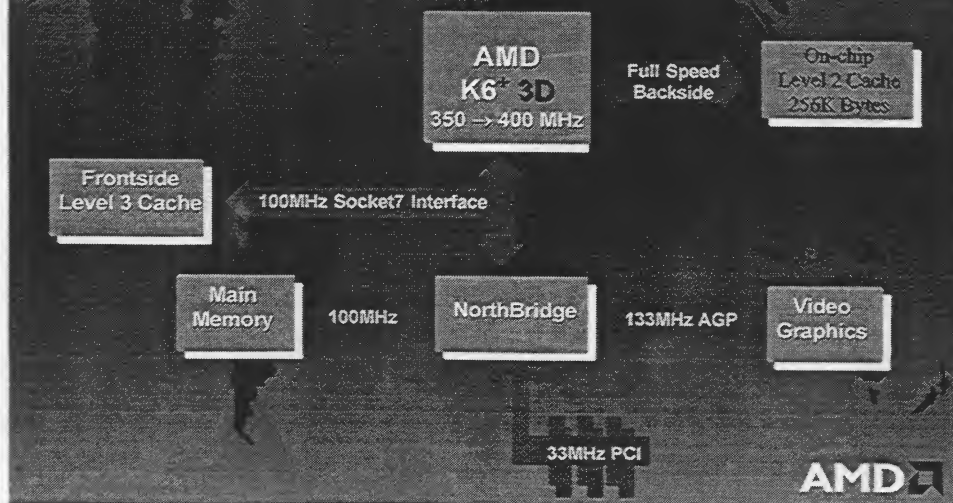 AMD
K6+ 3D
350 → 400 MHz
Full Speed
Backside
On-chip
Level 2 Cache
256K Bytes
Frontside
Level 3 Cache
100MHz Socket7 Interface
Main
Memory
100MHz
NorthBridge
133MHz AGP
Video
Graphics
33MHz PCI
AMD